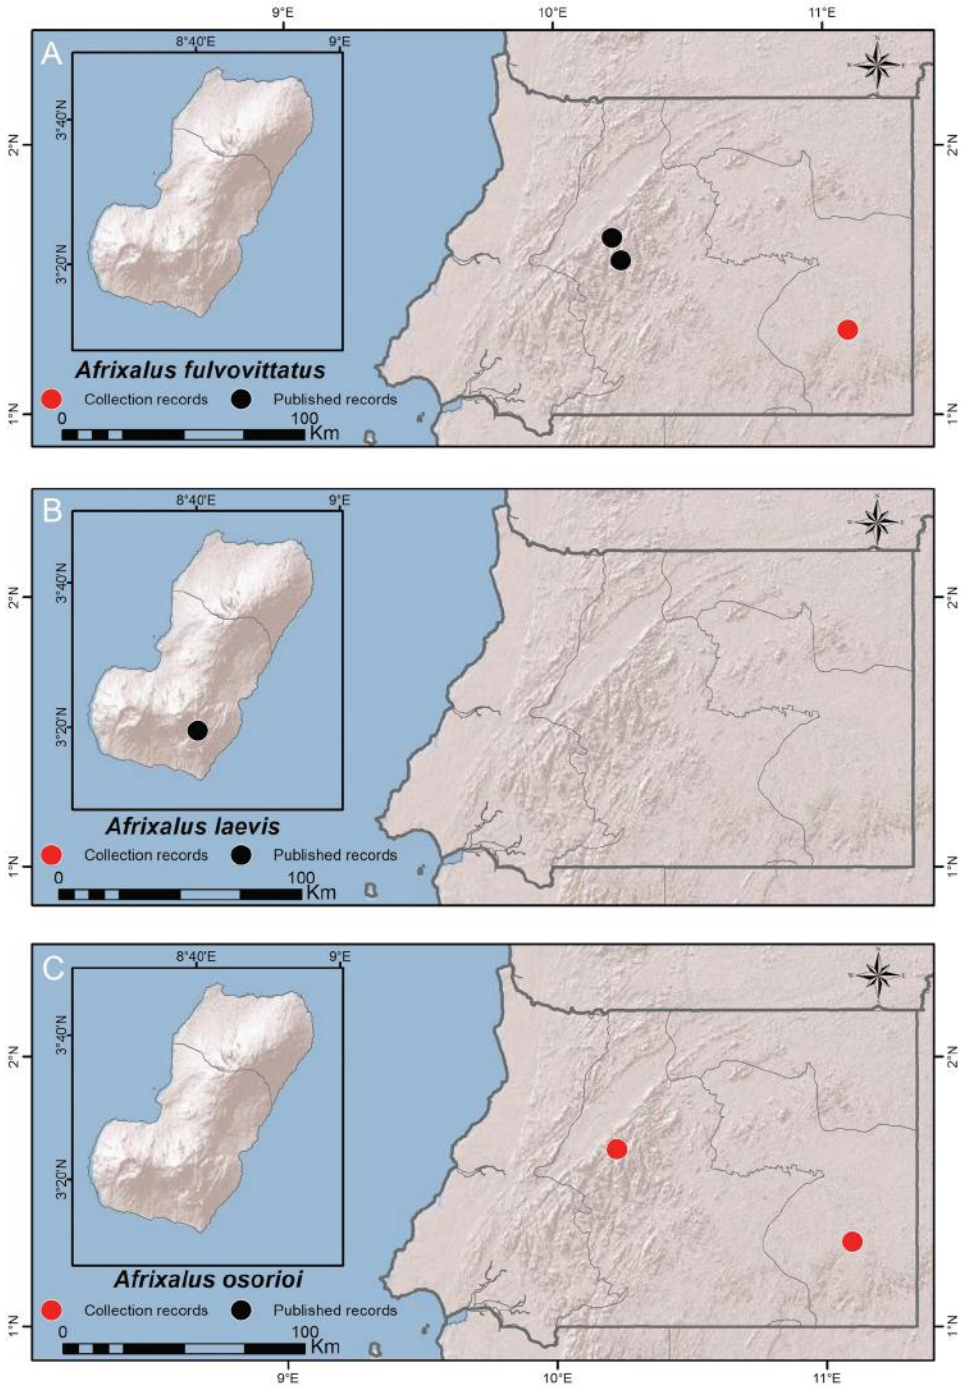 9°E 10°E 11°E
A
8°40'E 9°E
N
W E
S
3°40'N
3°20'N
2°N 2°N
Afrixalus fulvovittatus
Collection records Published records
0 100
Km
1°N 1°N
B
8°40'E 9°E
N
W E
S
3°40'N
3°20'N
2°N 2°N
Afrixalus laevis
Collection records Published records
0 100
Km
1°N 1°N
C
8°40'E 9°E
N
W E
S
3°40'N
3°20'N
2°N 2°N
Afrixalus osorioi
Collection records Published records
0 100
Km
1°N 1°N
9°E 10°E 11°E